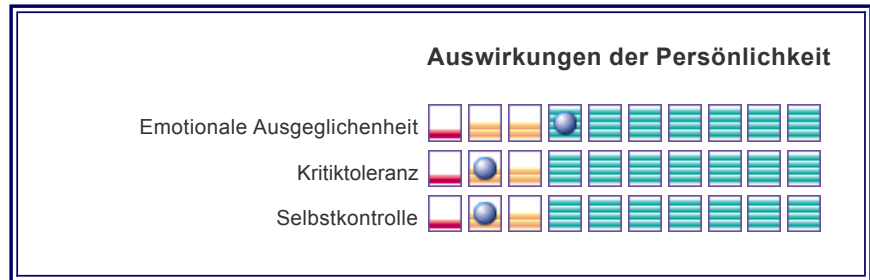 Auswirkungen der Persönlichkeit
Emotionale Ausgeglichenheit
Kritiktoleranz
Selbstkontrolle